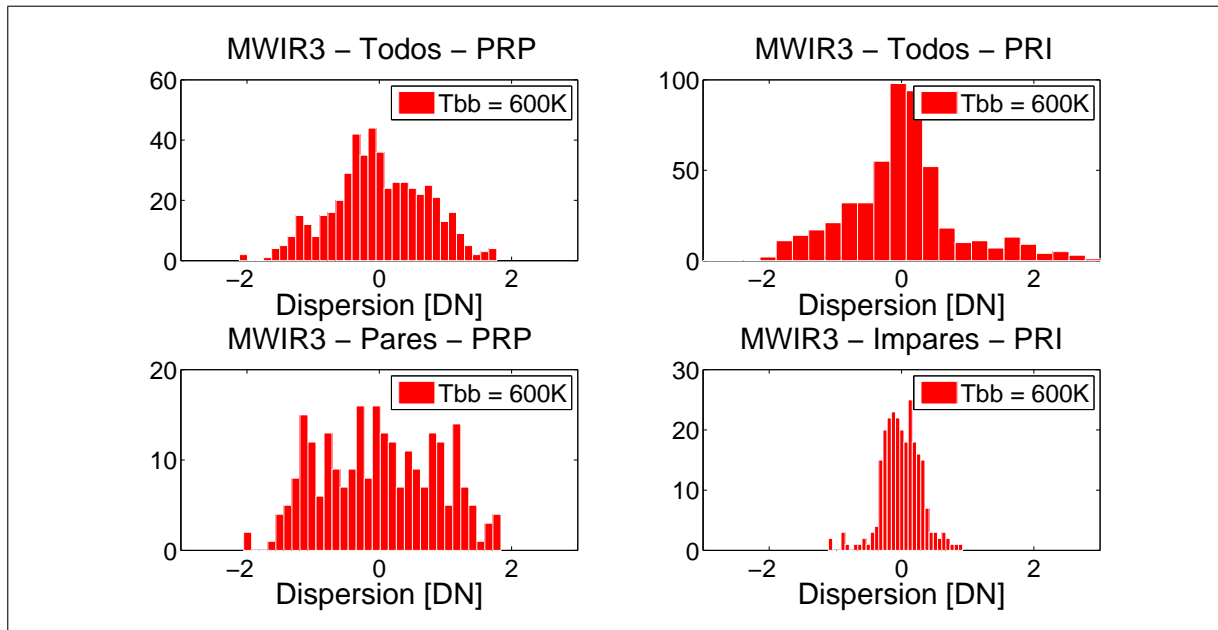 MWIR3 − Todos − PRP
60
40
20
0
−2 0 2
Dispersion [DN]
Tbb = 600K
MWIR3 − Todos − PRI
100
50
0
−2 0 2
Dispersion [DN]
Tbb = 600K
MWIR3 − Pares − PRP
20
10
0
−2 0 2
Dispersion [DN]
Tbb = 600K
MWIR3 − Impares − PRI
30
20
10
0
−2 0 2
Dispersion [DN]
Tbb = 600K